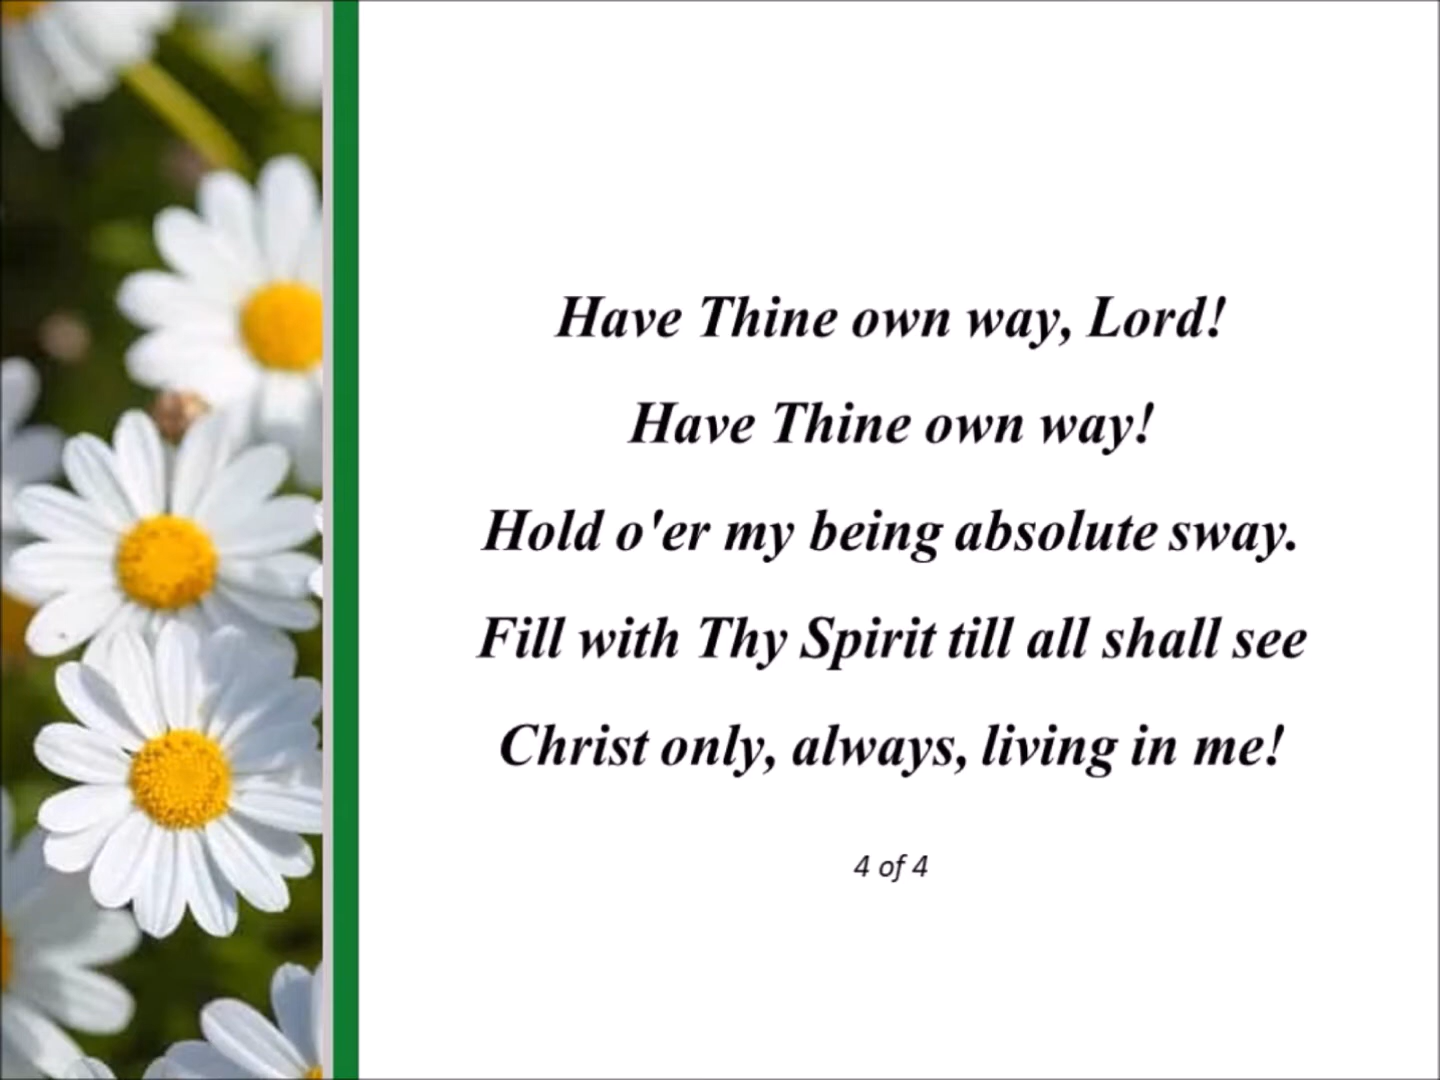 Have Thine own way, Lord!
Have Thine own way!
Hold o'er my being absolute sway.
Fill with Thy Spirit till all shall see
Christ only, always, living in me!
4 of 4